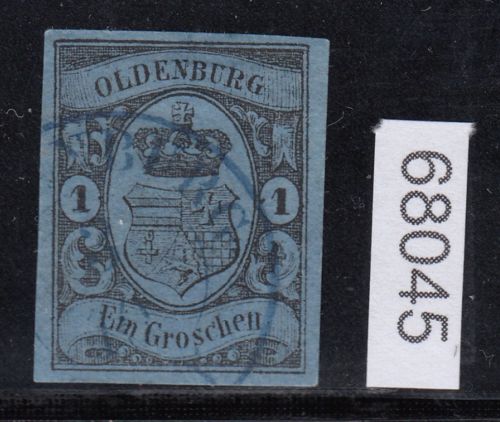 OLDENBURG
1 1
Ein Groschen
68045